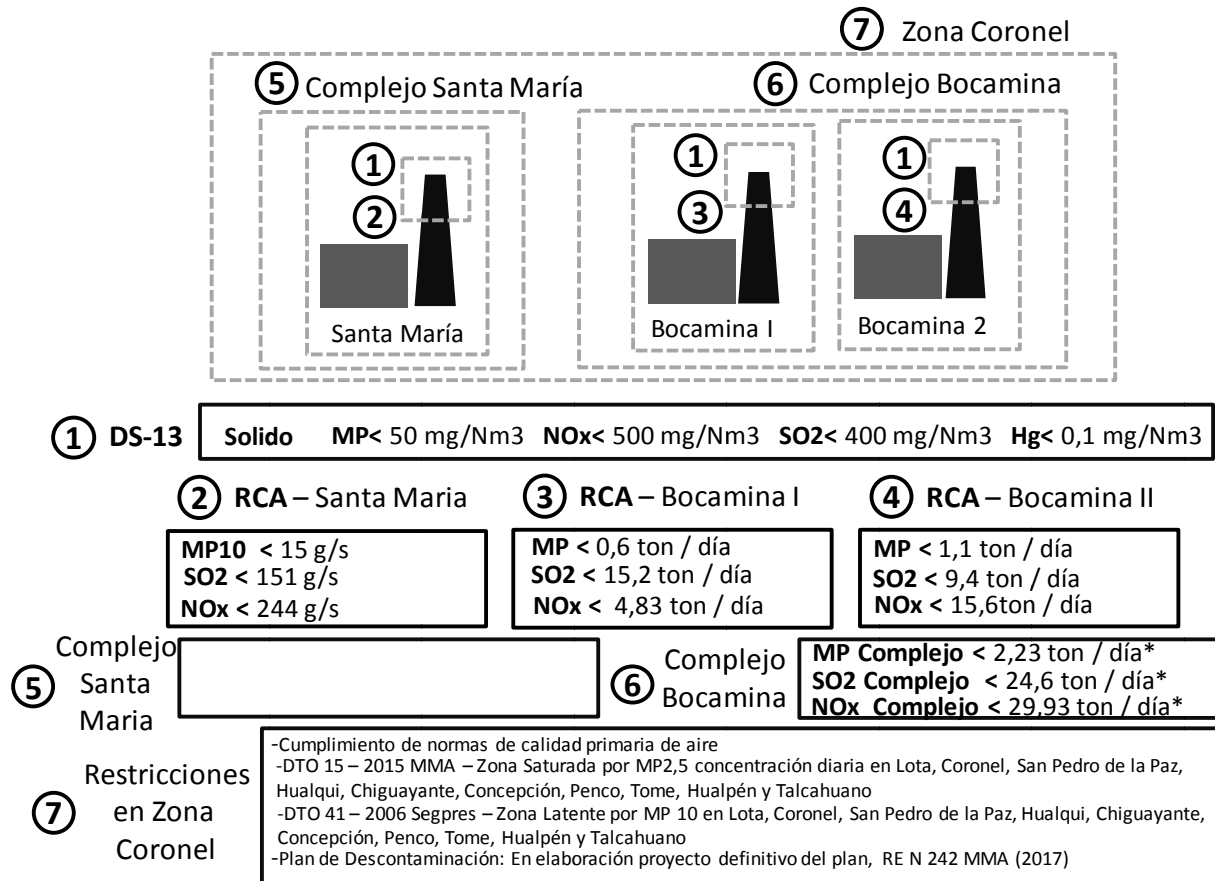 7 Zona Coronel
5 Complejo Santa María
6 Complejo Bocamina
1
1
1
2
3
4
Santa María
Bocamina I
Bocamina 2
1 DS-13 Solido MP< 50 mg/Nm3 NOx< 500 mg/Nm3 SO2< 400 mg/Nm3 Hg< 0,1 mg/Nm3
2 RCA – Santa Maria
MP10 < 15 g/s
SO2 < 151 g/s
NOx < 244 g/s
3 RCA – Bocamina I
MP < 0,6 ton / día
SO2 < 15,2 ton / día
NOx < 4,83 ton / día
4 RCA – Bocamina II
MP < 1,1 ton / día
SO2 < 9,4 ton / día
NOx < 15,6ton / día
5 Complejo
Santa
Maria
6 Complejo
Bocamina
MP Complejo < 2,23 ton / día*
SO2 Complejo < 24,6 ton / día*
NOx Complejo < 29,93 ton / día*
7 Restricciones
en Zona
Coronel
-Cumplimiento de normas de calidad primaria de aire
-DTO 15 – 2015 MMA – Zona Saturada por MP2,5 concentración diaria en Lota, Coronel, San Pedro de la Paz,
Hualqui, Chiguayante, Concepción, Penco, Tome, Hualpén y Talcahuano
-DTO 41 – 2006 Segpres – Zona Latente por MP 10 en Lota, Coronel, San Pedro de la Paz, Hualqui, Chiguayante,
Concepción, Penco, Tome, Hualpén y Talcahuano
-Plan de Descontaminación: En elaboración proyecto definitivo del plan, RE N 242 MMA (2017)